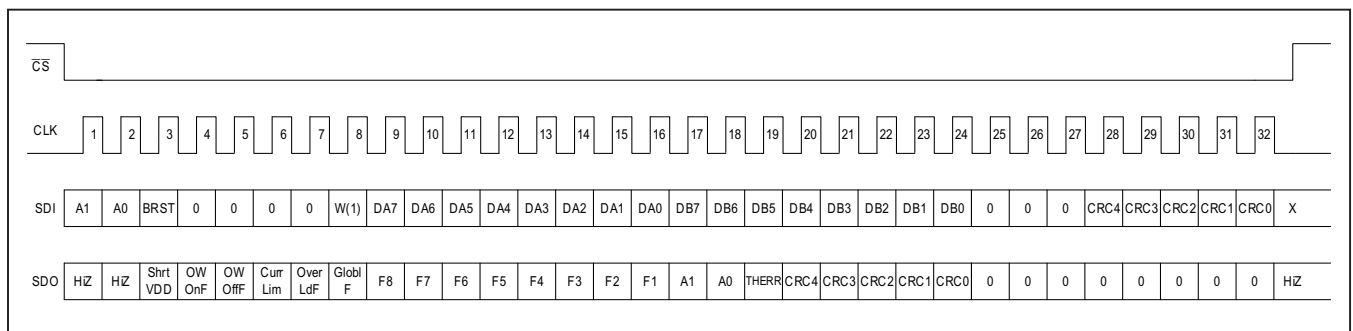 CS
CLK 1 2 3 4 5 6 7 8 9 10 11 12 13 14 15 16 17 18 19 20 21 22 23 24 25 26 27 28 29 30 31 32
SDI A1 A0 BRST 0 0 0 0 W(1) DA7 DA6 DA5 DA4 DA3 DA2 DA1 DA0 DB7 DB6 DB5 DB4 DB3 DB2 DB1 DB0 0 0 0 CRC4 CRC3 CRC2 CRC1 CRC0 X
SDO HiZ HiZ Shrt VDD OW OnF OW OffF Curr Lim Over LdF Globl F F8 F7 F6 F5 F4 F3 F2 F1 A1 A0 THERR CRC4 CRC3 CRC2 CRC1 CRC0 0 0 0 0 0 0 0 0 HiZ